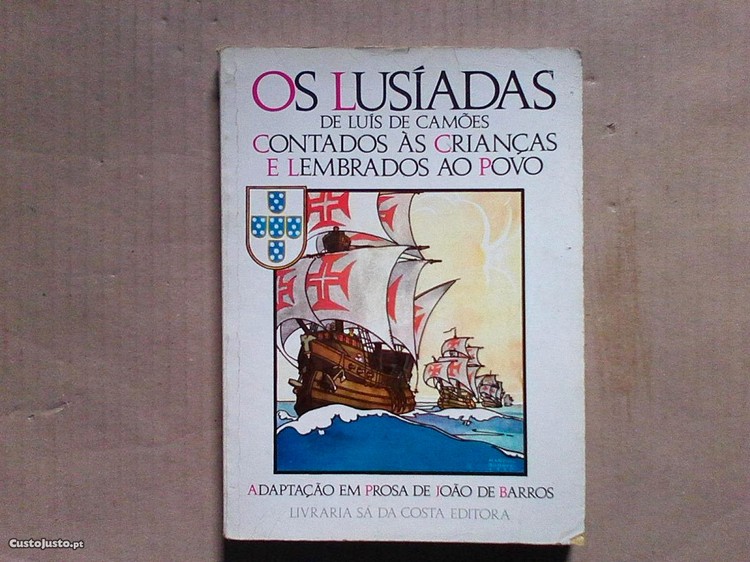 OS LUSÍADAS
DE LUÍS DE CAMÕES
CONTADOS ÀS CRIANÇAS
E LEMBRADOS AO POVO
ADAPTAÇÃO EM PROSA DE JOÃO DE BARROS
LIVRARIA SÁ DA COSTA EDITORA
CustoJusto.pt